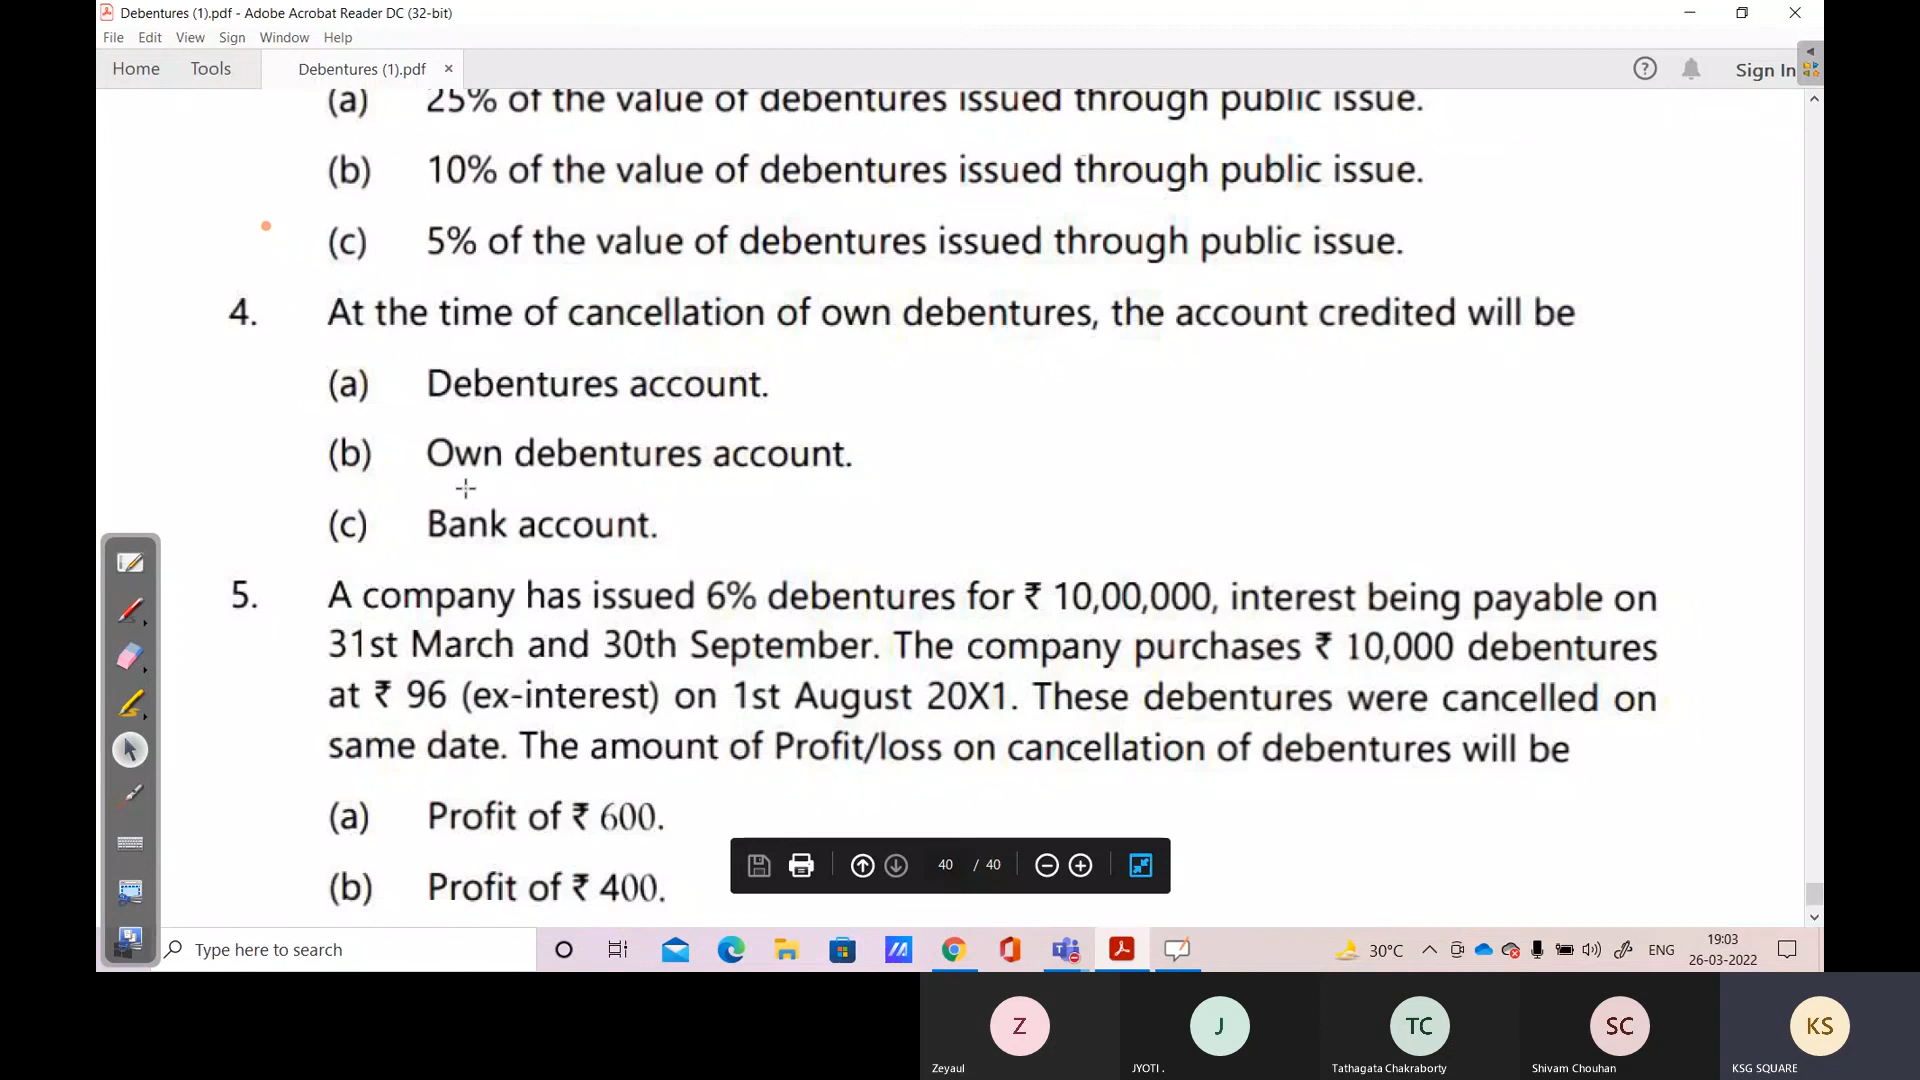 Debentures (1).pdf - Adobe Acrobat Reader DC (32-bit)
File Edit View Sign Window Help
Home Tools Debentures (1).pdf × Sign In
(a) 25% of the value of debentures issued through public issue.
(b) 10% of the value of debentures issued through public issue.
(c) 5% of the value of debentures issued through public issue.
4. At the time of cancellation of own debentures, the account credited will be
(a) Debentures account.
(b) Own debentures account.
(c) Bank account.
5. A company has issued 6% debentures for ₹ 10,00,000, interest being payable on
31st March and 30th September. The company purchases ₹ 10,000 debentures
at ₹ 96 (ex-interest) on 1st August 20X1. These debentures were cancelled on
same date. The amount of Profit/loss on cancellation of debentures will be
(a) Profit of ₹ 600.
(b) Profit of ₹ 400.
40 / 40
Type here to search
30°C ENG 19:03
26-03-2022
Z J TC SC KS
Zeyaul JYOTI . Tathagata Chakraborty Shivam Chouhan KSG SQUARE